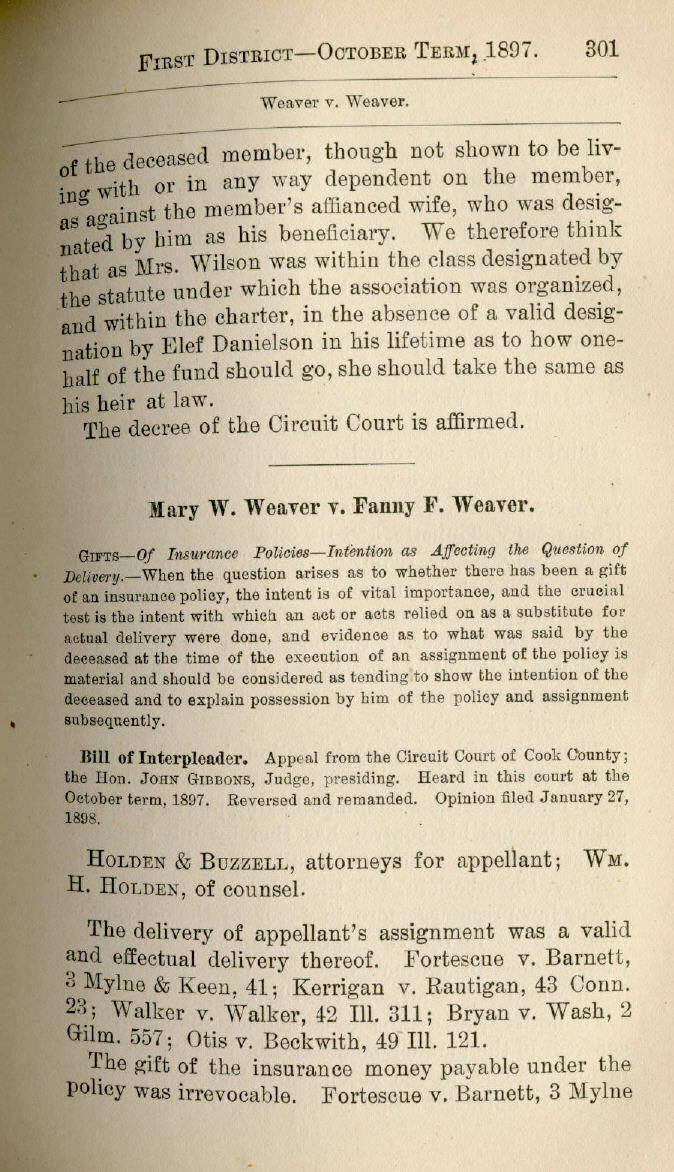 FIRST DISTRICT—OCTOBER TERM, 1897. 301
Weaver v. Weaver.
of the deceased member, though not shown to be liv-
ing with or in any way dependent on the member,
as against the member's affianced wife, who was desig-
nated by him as his beneficiary. We therefore think
that as Mrs. Wilson was within the class designated by
the statute under which the association was organized,
and within the charter, in the absence of a valid desig-
nation by Elef Danielson in his lifetime as to how one-
half of the fund should go, she should take the same as
his heir at law.
The decree of the Circuit Court is affirmed.
Mary W. Weaver v. Fanny F. Weaver.
GIFTS—Of Insurance Policies—Intention as Affecting the Question of
Delivery.—When the question arises as to whether there has been a gift
of an insurance policy, the intent is of vital importance, and the crucial
test is the intent with which an act or acts relied on as a substitute for
actual delivery were done, and evidence as to what was said by the
deceased at the time of the execution of an assignment of the policy is
material and should be considered as tending to show the intention of the
deceased and to explain possession by him of the policy and assignment
subsequently.
Bill of Interpleader. Appeal from the Circuit Court of Cook County;
the Hon. JOHN GIBBONS, Judge, presiding. Heard in this court at the
October term, 1897. Reversed and remanded. Opinion filed January 27,
1898.
HOLDEN & BUZZELL, attorneys for appellant; WM.
H. HOLDEN, of counsel.
The delivery of appellant's assignment was a valid
and effectual delivery thereof. Fortescue v. Barnett,
3 Mylne & Keen, 41; Kerrigan v. Rautigan, 43 Conn.
23; Walker v. Walker, 42 Ill. 311; Bryan v. Wash, 2
Gilm. 557; Otis v. Beckwith, 49 Ill. 121.
The gift of the insurance money payable under the
policy was irrevocable. Fortescue v. Barnett, 3 Mylne